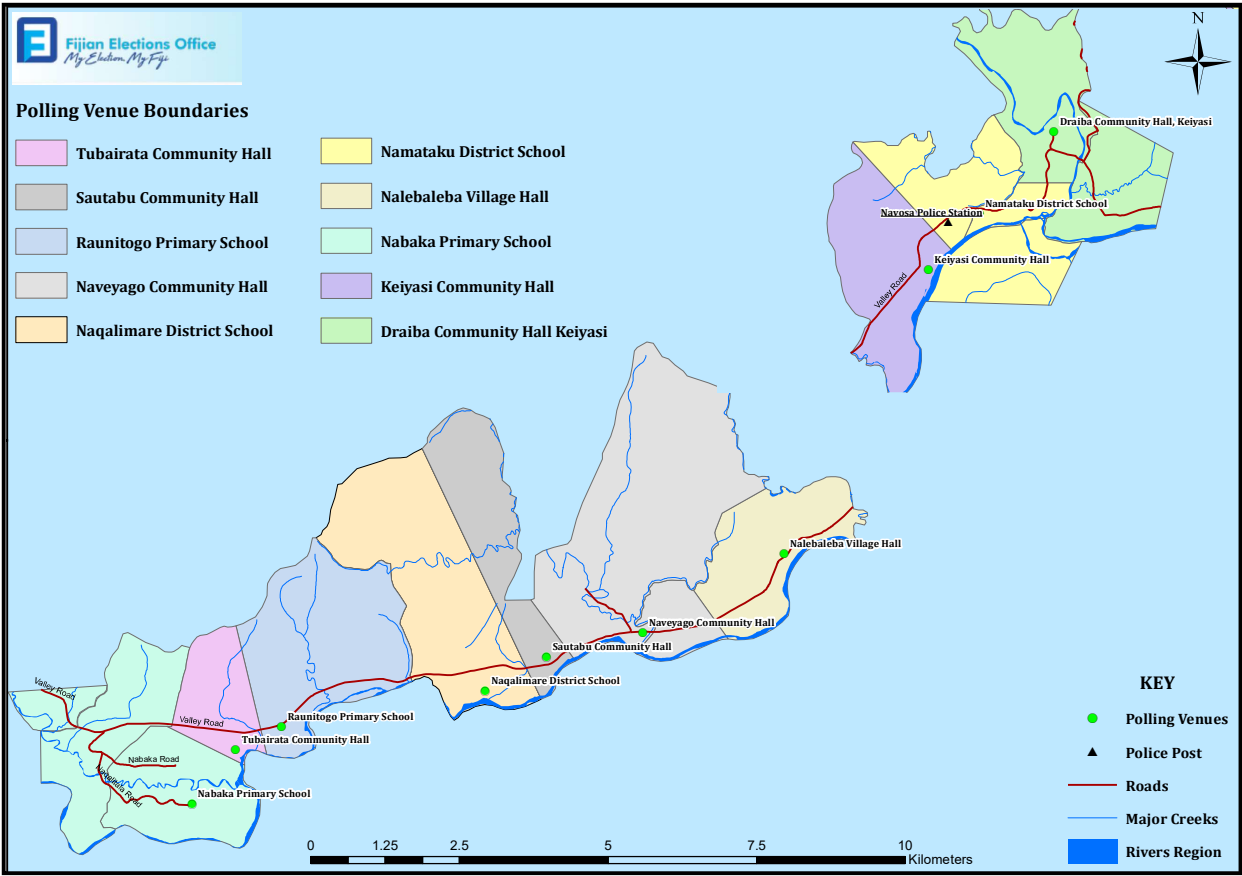 Fijian Elections Office
My Election, My Fiji
N
Polling Venue Boundaries
Tubairata Community Hall
Sautabu Community Hall
Raunitogo Primary School
Naveyago Community Hall
Naqalimare District School
Namataku District School
Nalebaleba Village Hall
Nabaka Primary School
Keiyasi Community Hall
Draiba Community Hall Keiyasi
Draiba Community Hall, Keiyasi
Namataku District School
Navosa Police Station
Keiyasi Community Hall
Valley Road
Nalebaleba Village Hall
Naveyago Community Hall
Sautabu Community Hall
Naqalimare District School
Raunitogo Primary School
Tubairata Community Hall
Valley Road
Valley Road
Nabaka Road
Road
Nabaka Primary School
KEY
Polling Venues
Police Post
Roads
Major Creeks
Rivers Region
0 1.25 2.5 5 7.5 10
Kilometers